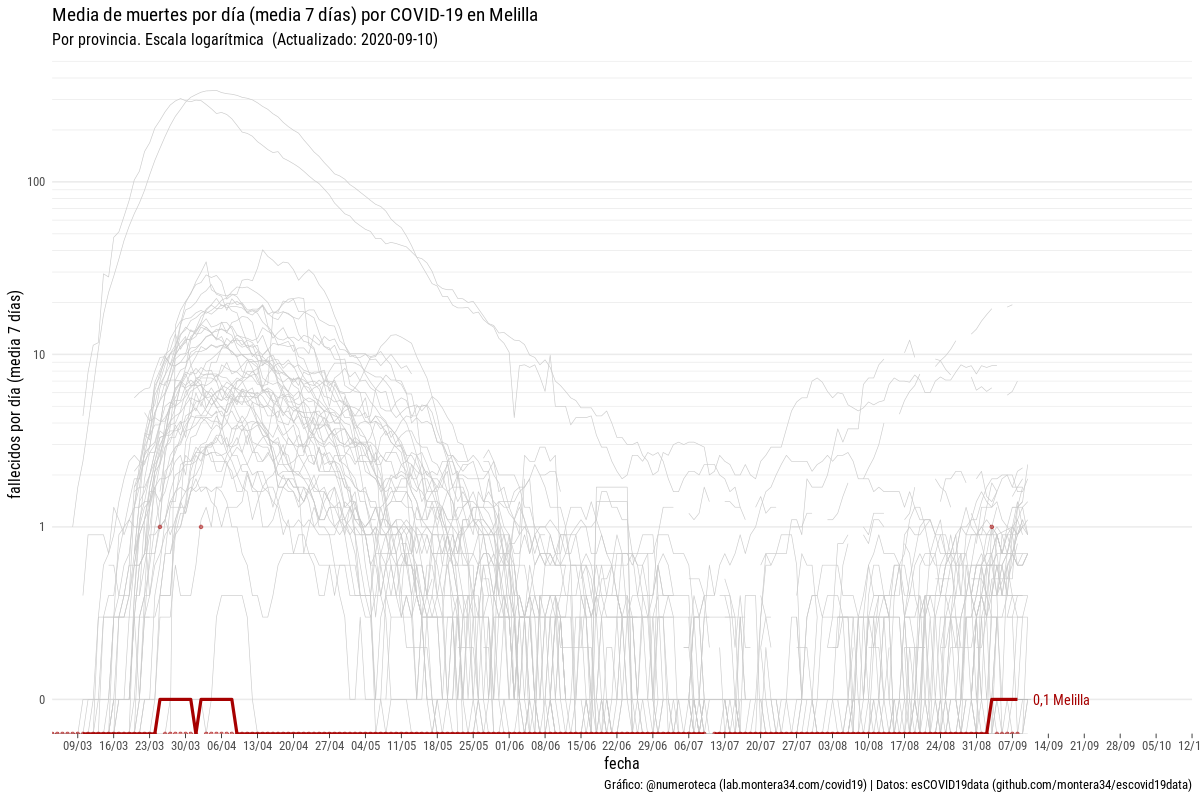 Media de muertes por día (media 7 días) por COVID-19 en Melilla
Por provincia. Escala logarítmica (Actualizado: 2020-09-10)
fallecidos por día (media 7 días)
100
10
1
0
0,1 Melilla
09/03 16/03 23/03 30/03 06/04 13/04 20/04 27/04 04/05 11/05 18/05 25/05 01/06 08/06 15/06 22/06 29/06 06/07 13/07 20/07 27/07 03/08 10/08 17/08 24/08 31/08 07/09 14/09 21/09 28/09 05/10 12/1
fecha
Gráfico: @numeroteca (lab.montera34.com/covid19) | Datos: esCOVID19data (github.com/montera34/escovid19data)